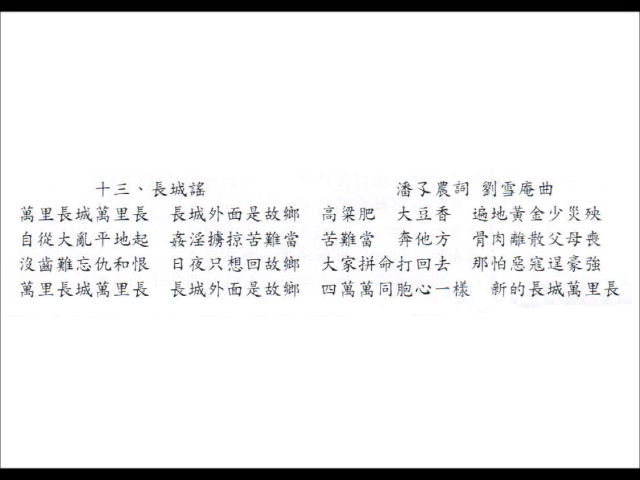 十三、長城謠 潘孑農詞 劉雪庵曲
萬里長城萬里長 長城外面是故鄉 高粱肥 大豆香 遍地黃金少災殃
自從大亂平地起 姦淫擄掠苦難當 苦難當 奔他方 骨肉離散父母喪
沒齒難忘仇和恨 日夜只想回故鄉 大家拼命打回去 那怕惡寇逞豪強
萬里長城萬里長 長城外面是故鄉 四萬萬同胞心一樣 新的長城萬里長